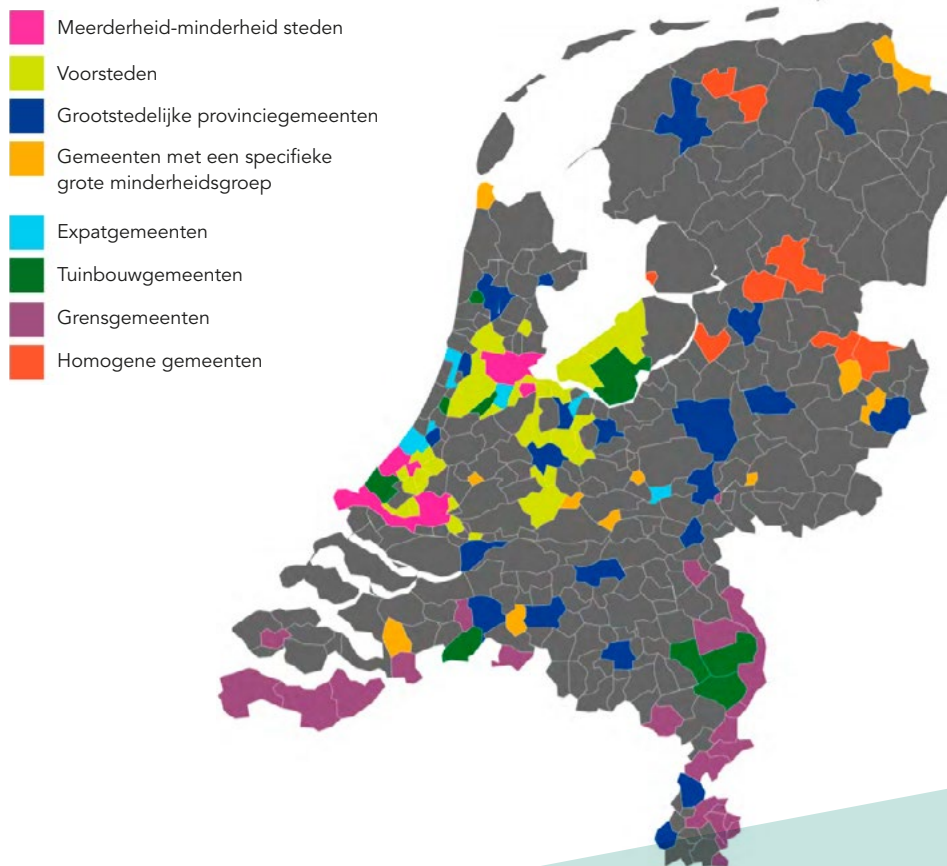 Meerderheid-minderheid steden
Voorsteden
Grootstedelijke provinciegemeenten
Gemeenten met een specifieke
grote minderheidsgroep
Expatgemeenten
Tuinbouwgemeenten
Grensgemeenten
Homogene gemeenten